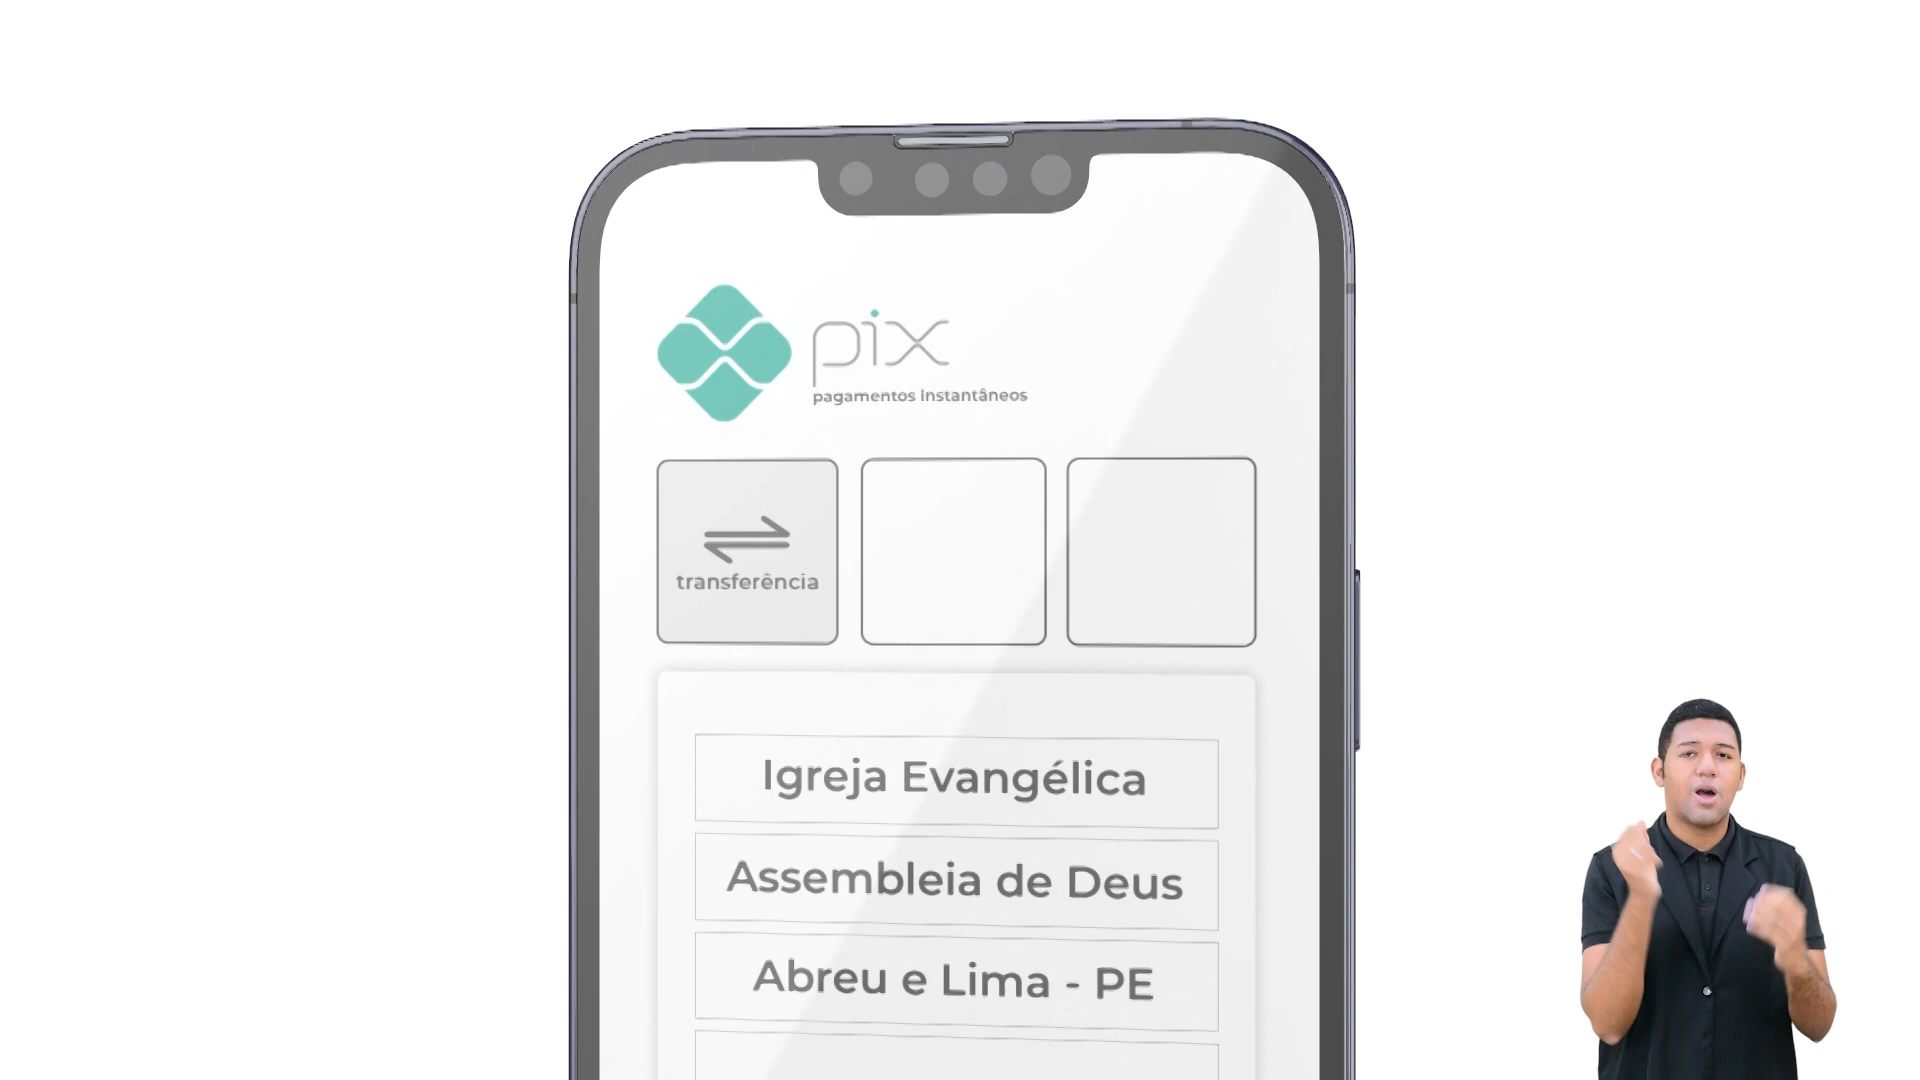 pix
pagamentos instantâneos
transferência
Igreja Evangélica
Assembleia de Deus
Abreu e Lima - PE